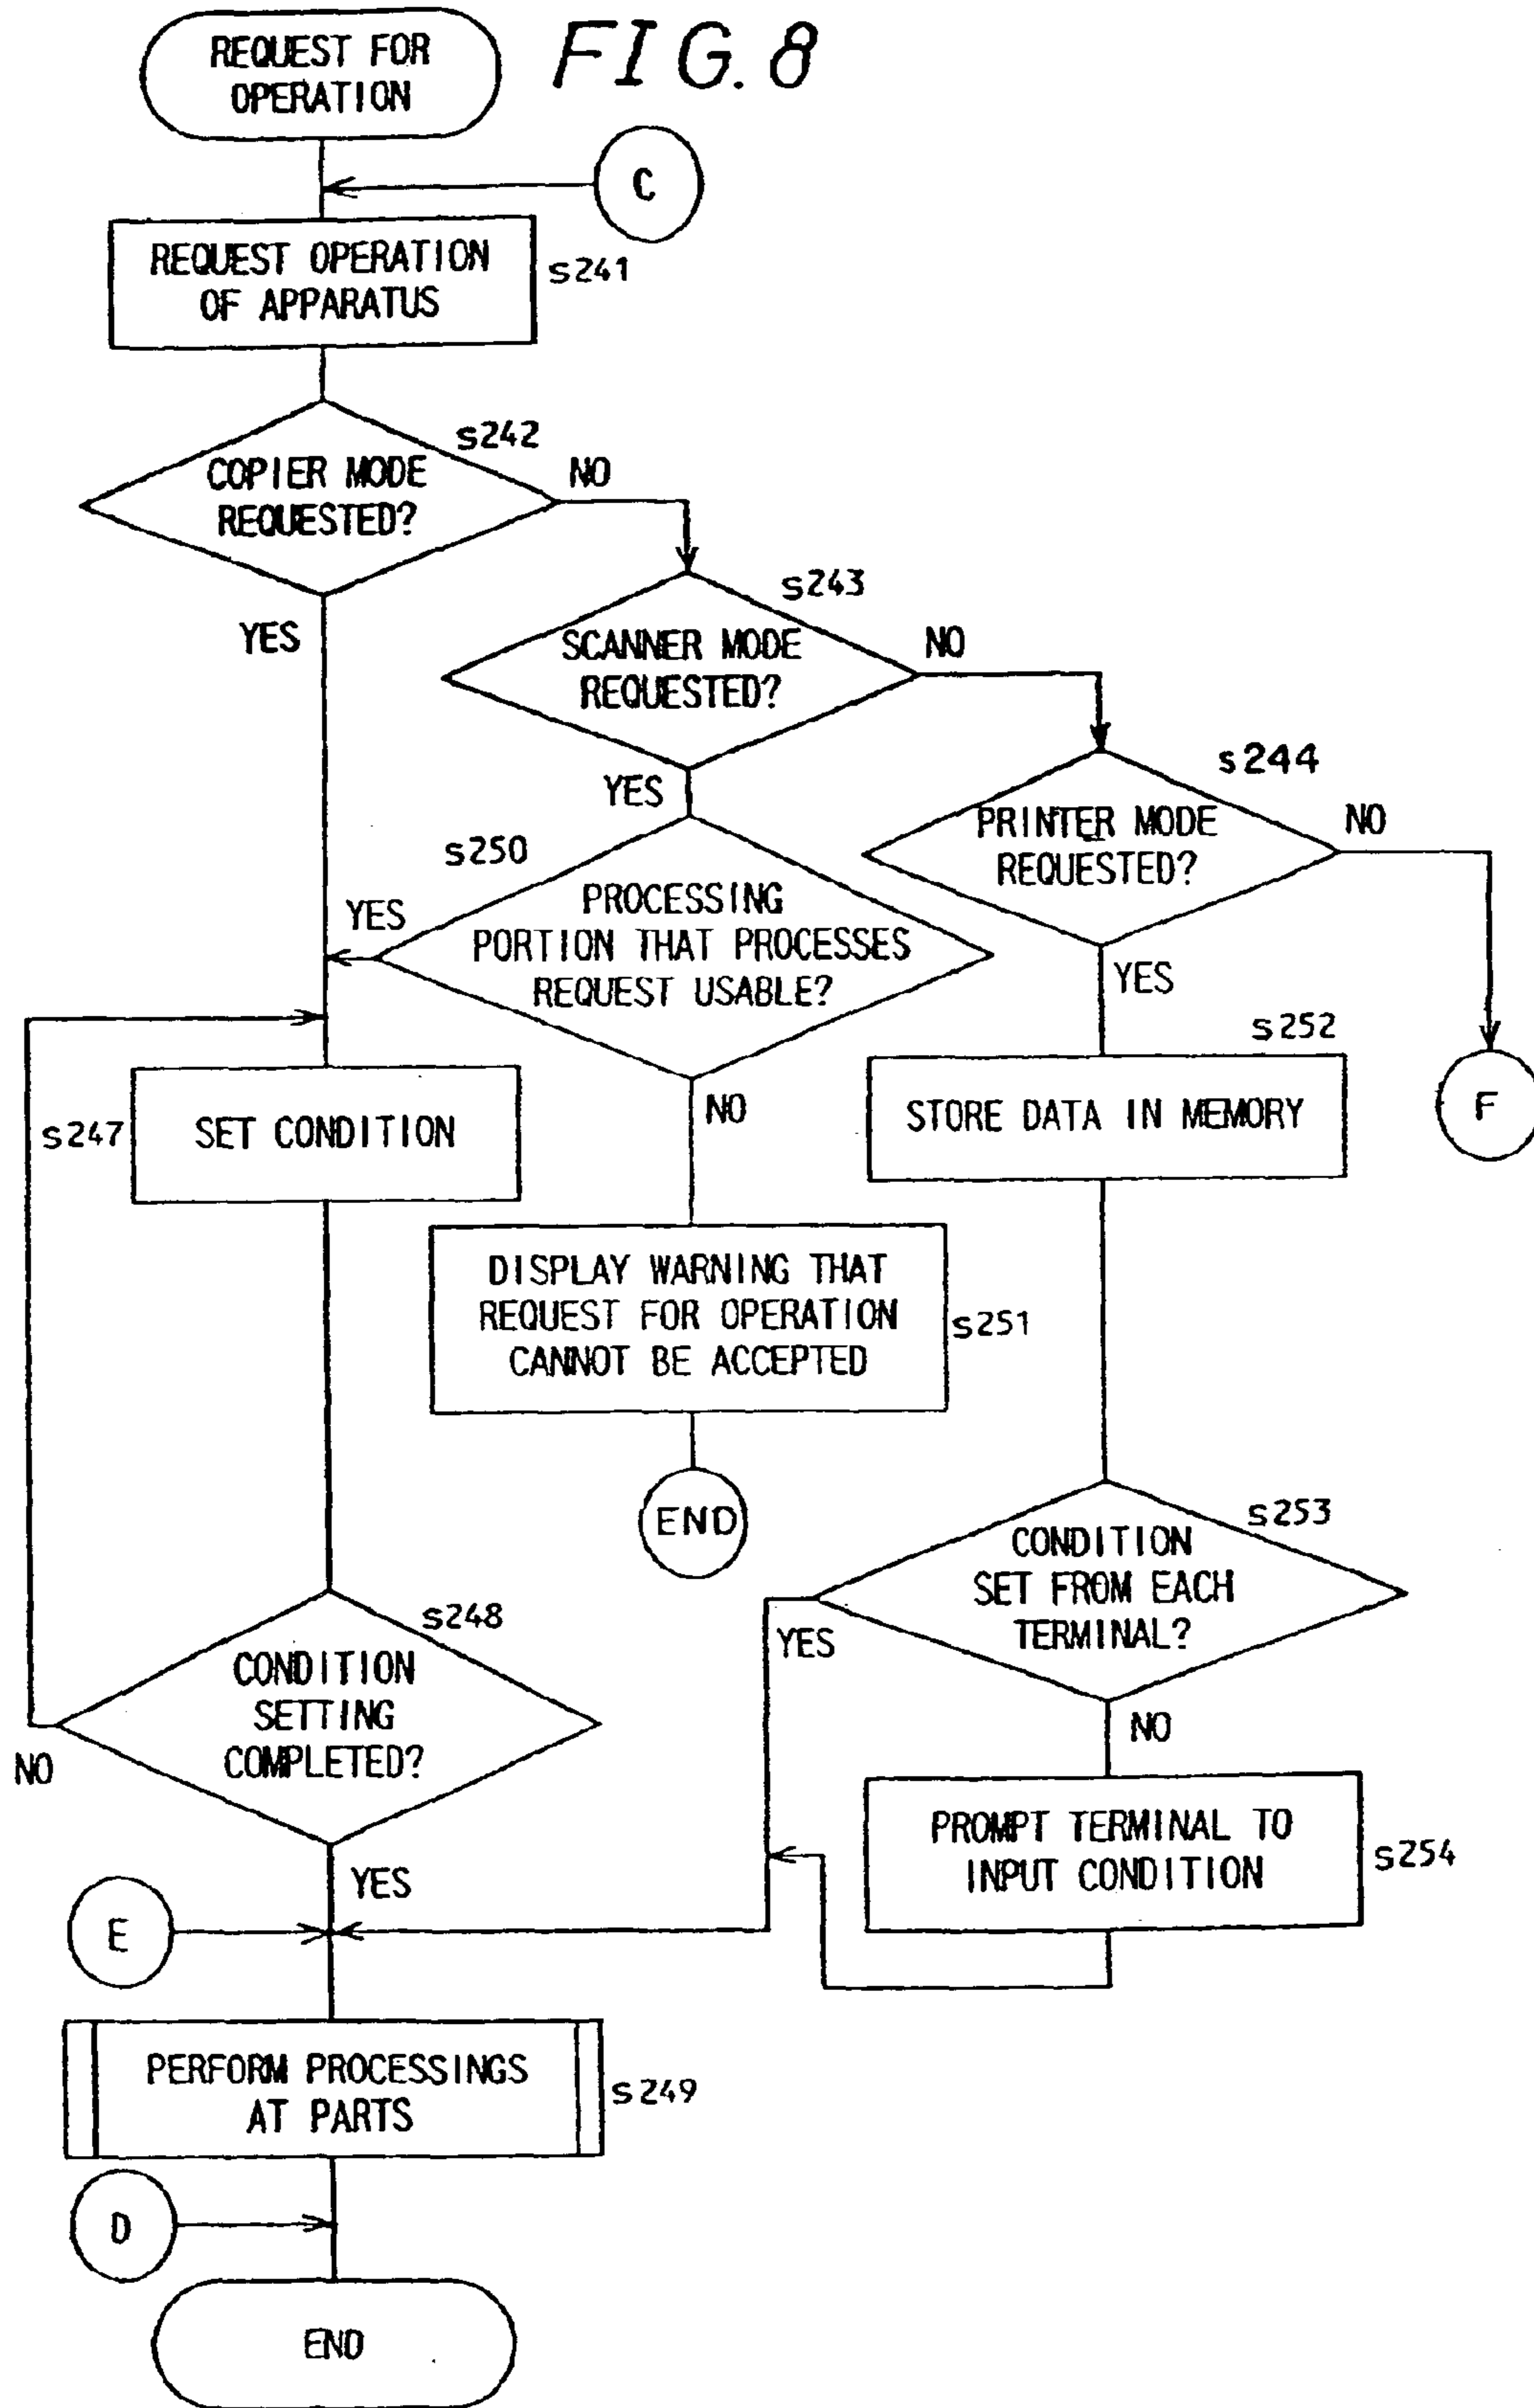 FIG. 8
REQUEST FOR
OPERATION
C
REQUEST OPERATION
OF APPARATUS
s241
s242
COPIER MODE
REQUESTED?
NO
YES
s243
SCANNER MODE
REQUESTED?
NO
YES
s244
PRINTER MODE
REQUESTED?
NO
YES
s250
PROCESSING
PORTION THAT PROCESSES
REQUEST USABLE?
YES
NO
F
s252
STORE DATA IN MEMORY
s247
SET CONDITION
DISPLAY WARNING THAT
REQUEST FOR OPERATION
CANNOT BE ACCEPTED
s251
END
s253
CONDITION
SET FROM EACH
TERMINAL?
YES
NO
s248
CONDITION
SETTING
COMPLETED?
NO
YES
PROMPT TERMINAL TO
INPUT CONDITION
s254
E
PERFORM PROCESSINGS
AT PARTS
s249
D
END